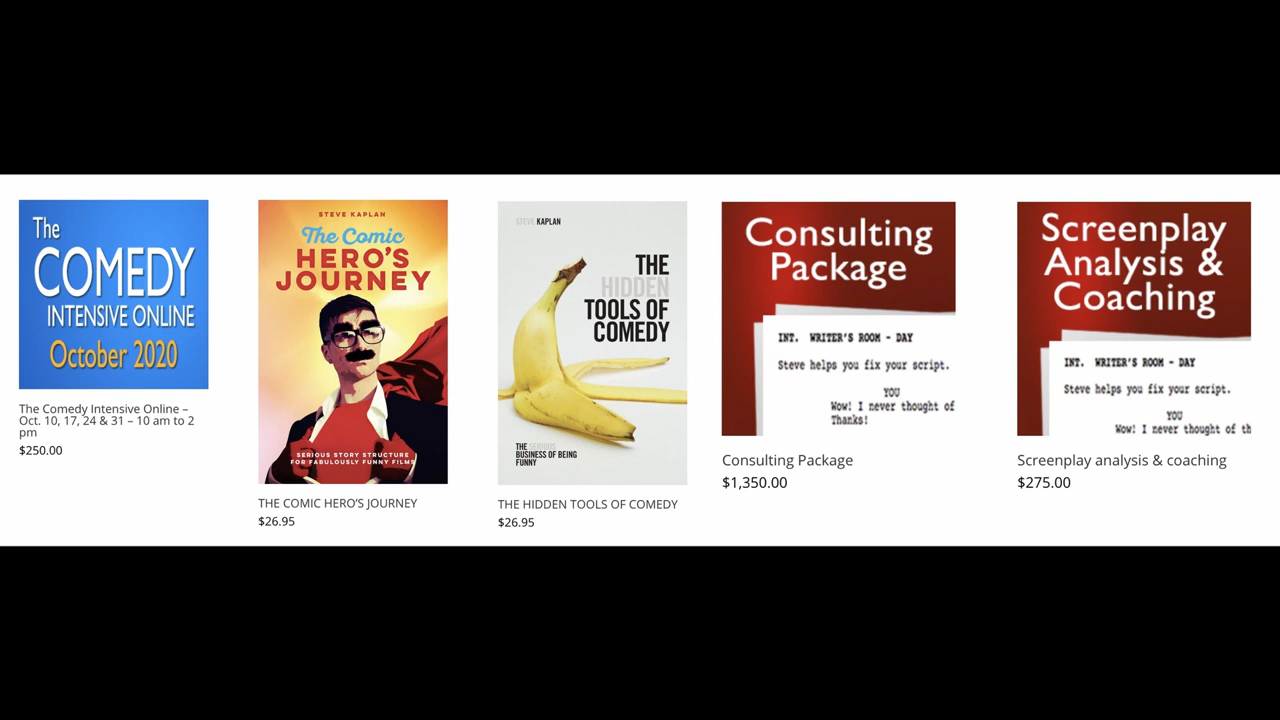 The
COMEDY
INTENSIVE ONLINE
October 2020
The Comedy Intensive Online –
Oct. 10, 17, 24 & 31 – 10 am to 2
pm
$250.00
STEVE KAPLAN
The Comic
HERO'S
JOURNEY
SERIOUS STORY STRUCTURE
FOR FABULOUSLY FUNNY FILMS
THE COMIC HERO'S JOURNEY
$26.95
STEVE KAPLAN
THE
HIDDEN
TOOLS OF
COMEDY
THE SERIOUS
BUSINESS OF BEING
FUNNY
THE HIDDEN TOOLS OF COMEDY
$26.95
Consulting
Package
INT. WRITER'S ROOM - DAY
Steve helps you fix your script.
YOU
Wow! I never thought of
Thanks!
Consulting Package
$1,350.00
Screenplay
Analysis &
Coaching
INT. WRITER'S ROOM - DAY
Steve helps you fix your script.
YOU
Wow! I never thought of th
Screenplay analysis & coaching
$275.00